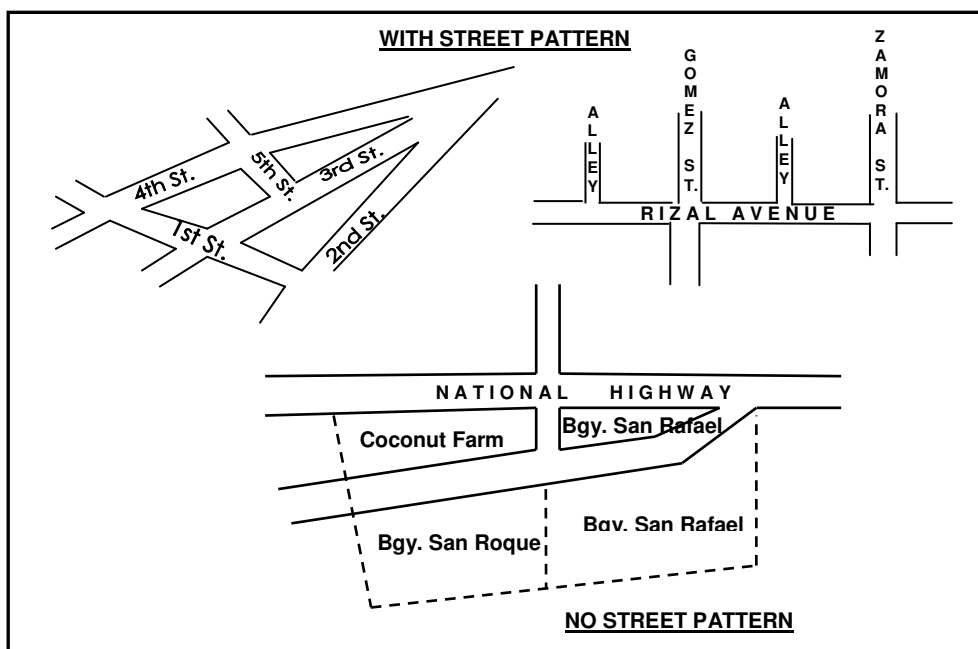 WITH STREET PATTERN
4th St.
5th St.
3rd St.
1st St.
2nd St.
ALLEY
GOMEZ ST.
ALLEY
ZAMORA ST.
RIZAL AVENUE
NATIONAL HIGHWAY
Coconut Farm
Bgy. San Rafael
Bgy. San Roque
Bgy. San Rafael
NO STREET PATTERN